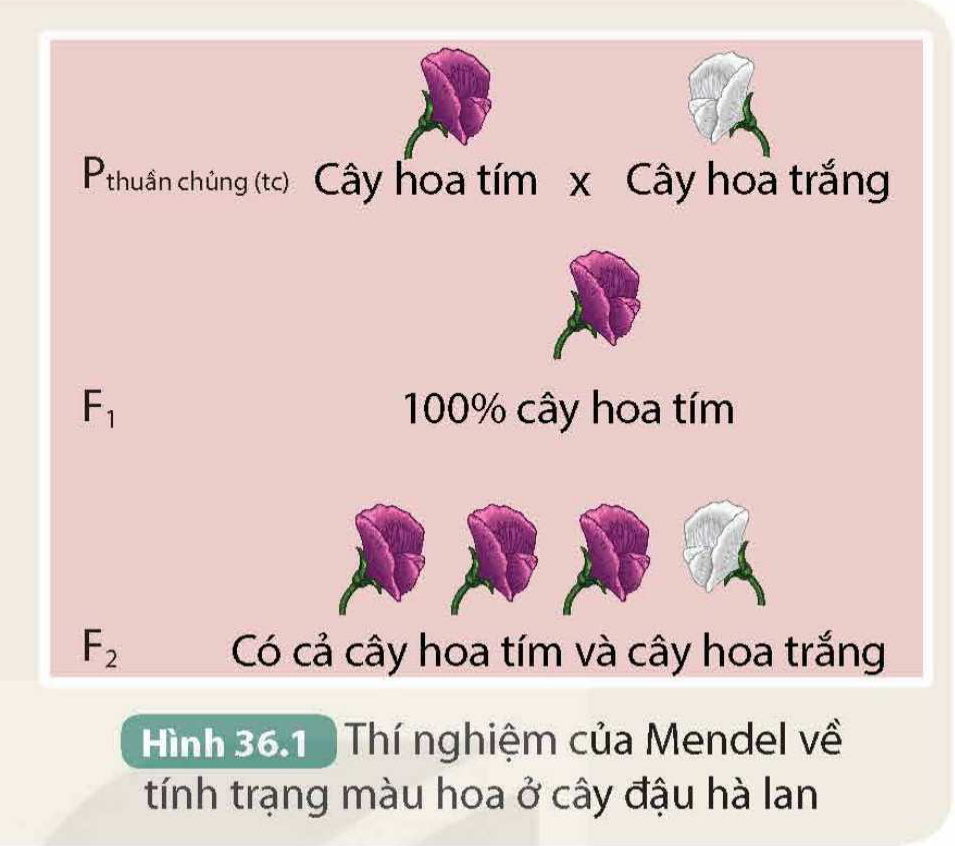 P thuần chủng (tc) Cây hoa tím x Cây hoa trắng
F₁ 100% cây hoa tím
F₂ Có cả cây hoa tím và cây hoa trắng
Hình 36.1 Thí nghiệm của Mendel về
tính trạng màu hoa ở cây đậu hà lan